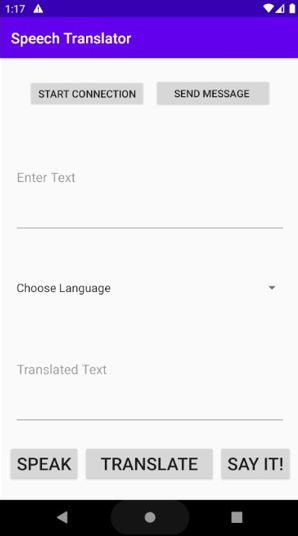 1:17
Speech Translator
START CONNECTION SEND MESSAGE
Enter Text
Choose Language
Translated Text
SPEAK TRANSLATE SAY IT!